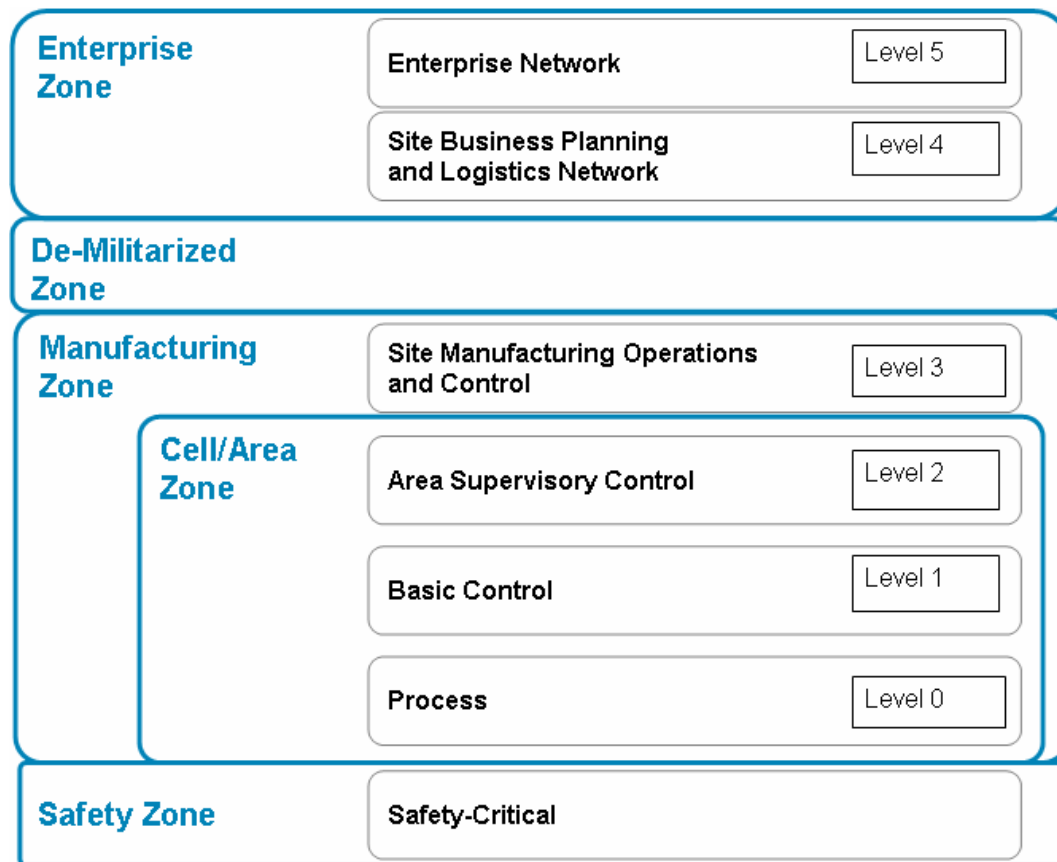 Enterprise
Zone
Enterprise Network
Level 5
Site Business Planning
and Logistics Network
Level 4
De-Militarized
Zone
Manufacturing
Zone
Site Manufacturing Operations
and Control
Level 3
Cell/Area
Zone
Area Supervisory Control
Level 2
Basic Control
Level 1
Process
Level 0
Safety Zone
Safety-Critical